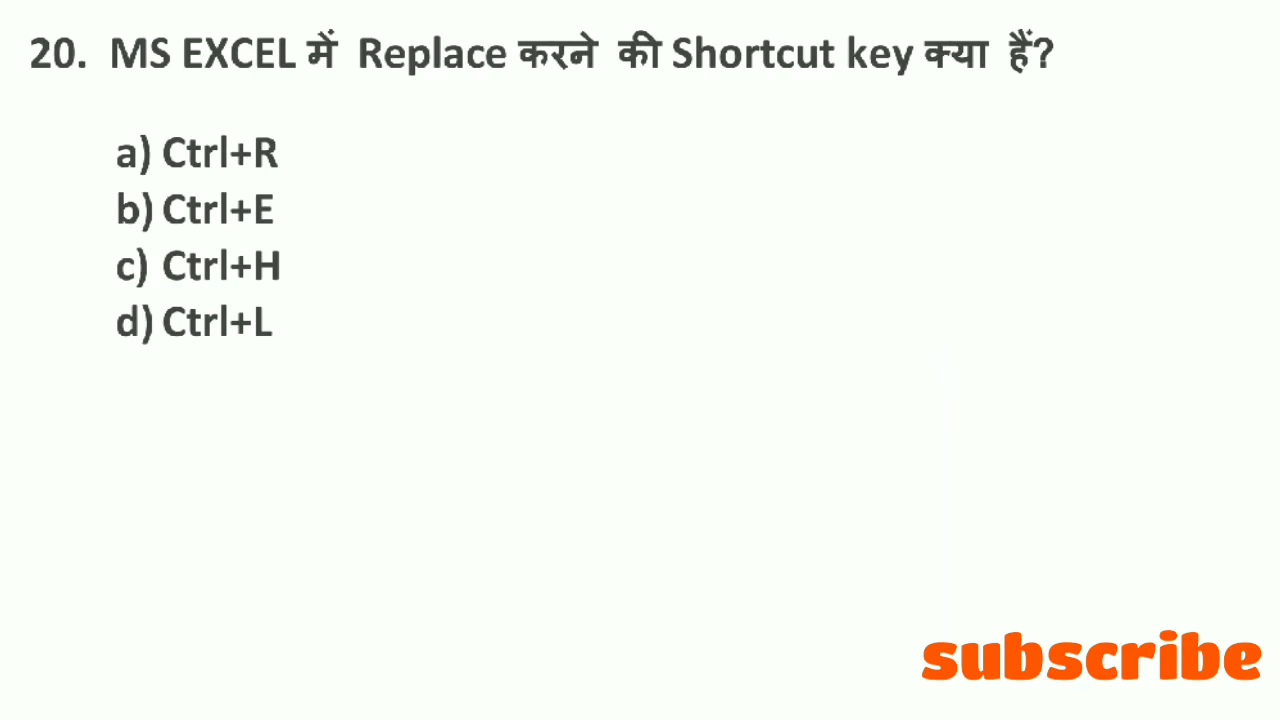 20. MS EXCEL में Replace करने की Shortcut key क्या हैं?
a) Ctrl+R
b) Ctrl+E
c) Ctrl+H
d) Ctrl+L
subscribe